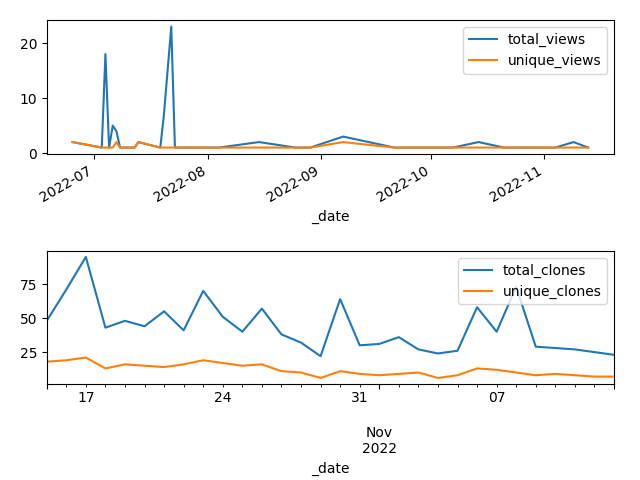 20
10
0
total_views
unique_views
2022-07
2022-08
2022-09
2022-10
2022-11
_date
75
50
25
total_clones
unique_clones
17
24
31
07
Nov
2022
_date